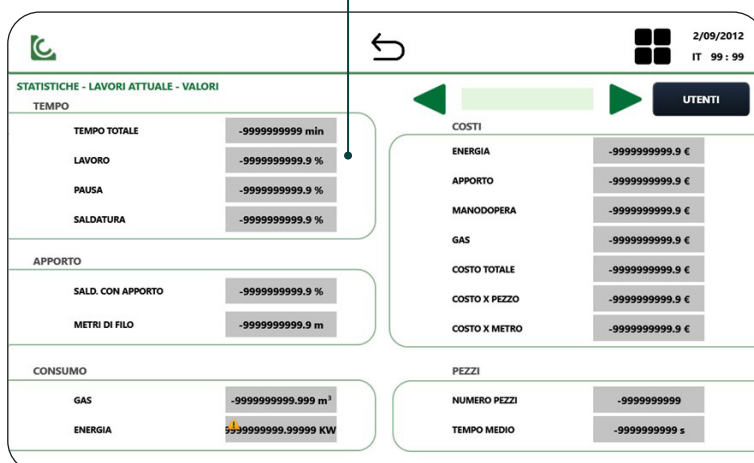 2/09/2012
IT 99 : 99
STATISTICHE - LAVORI ATTUALE - VALORI
UTENTI
TEMPO
TEMPO TOTALE -9999999999 min
LAVORO -9999999999.9 %
PAUSA -9999999999.9 %
SALDATURA -9999999999.9 %
APPORTO
SALD. CON APPORTO -9999999999.9 %
METRI DI FILO -9999999999.9 m
CONSUMO
GAS -9999999999.999 m³
ENERGIA 9999999999.99999 KW
COSTI
ENERGIA -9999999999.9 €
APPORTO -9999999999.9 €
MANODOPERA -9999999999.9 €
GAS -9999999999.9 €
COSTO TOTALE -9999999999.9 €
COSTO X PEZZO -9999999999.9 €
COSTO X METRO -9999999999.9 €
PEZZI
NUMERO PEZZI -9999999999
TEMPO MEDIO -9999999999 s